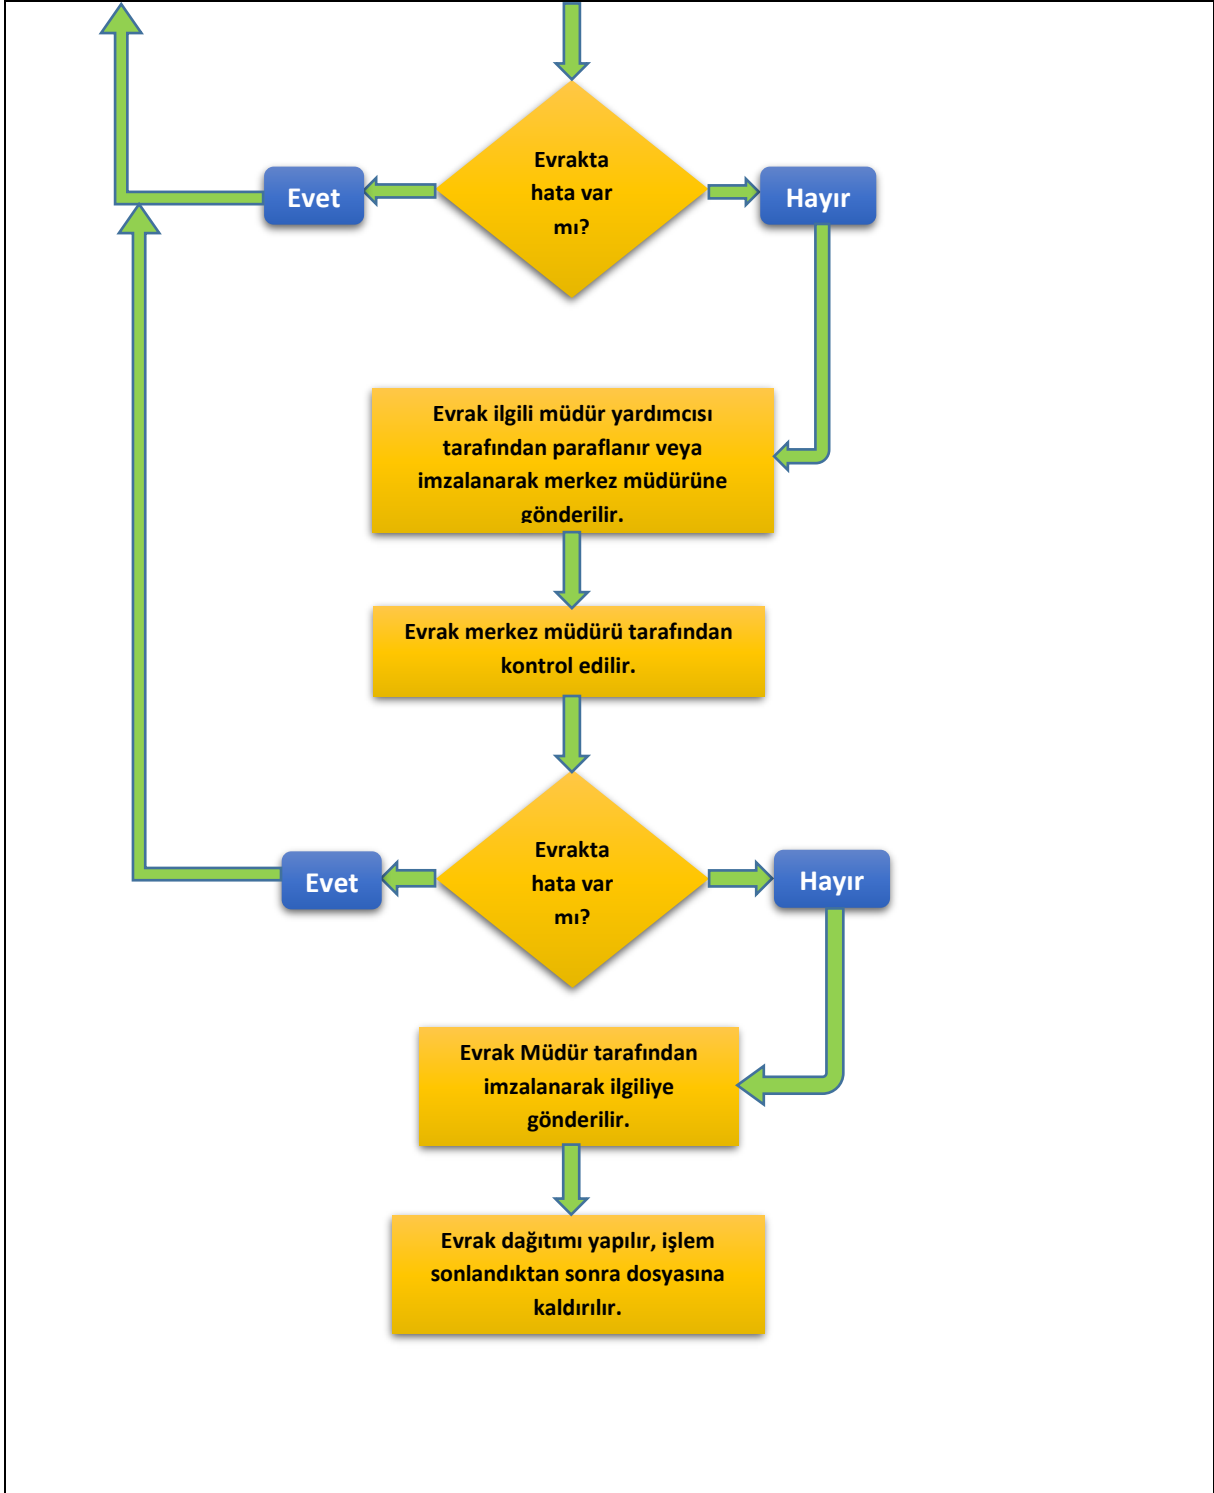 Evrakta
hata var
mı?
Evet
Hayır
Evrak ilgili müdür yardımcısı
tarafından paraflanır veya
imzalanarak merkez müdürüne
gönderilir.
Evrak merkez müdürü tarafından
kontrol edilir.
Evrakta
hata var
mı?
Evet
Hayır
Evrak Müdür tarafından
imzalanarak ilgiliye
gönderilir.
Evrak dağıtımı yapılır, işlem
sonlandıktan sonra dosyasına
kaldırılır.